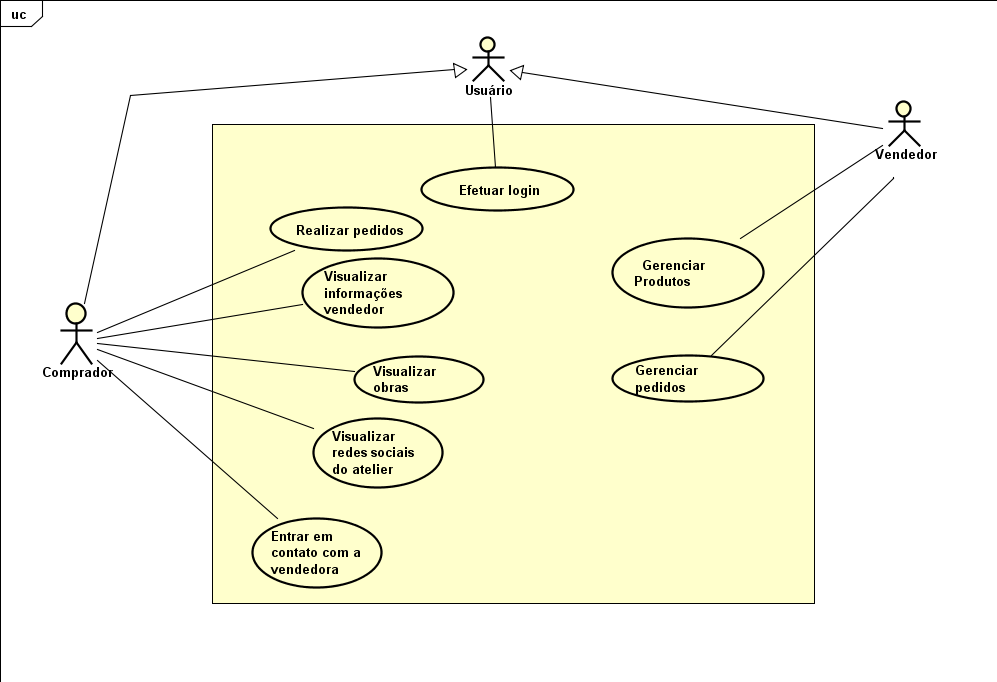 uc
Usuário
Vendedor
Efetuar login
Realizar pedidos
Visualizar
informações
vendedor
Gerenciar
Produtos
Comprador
Visualizar
obras
Gerenciar
pedidos
Visualizar
redes sociais
do atelier
Entrar em
contato com a
vendedora